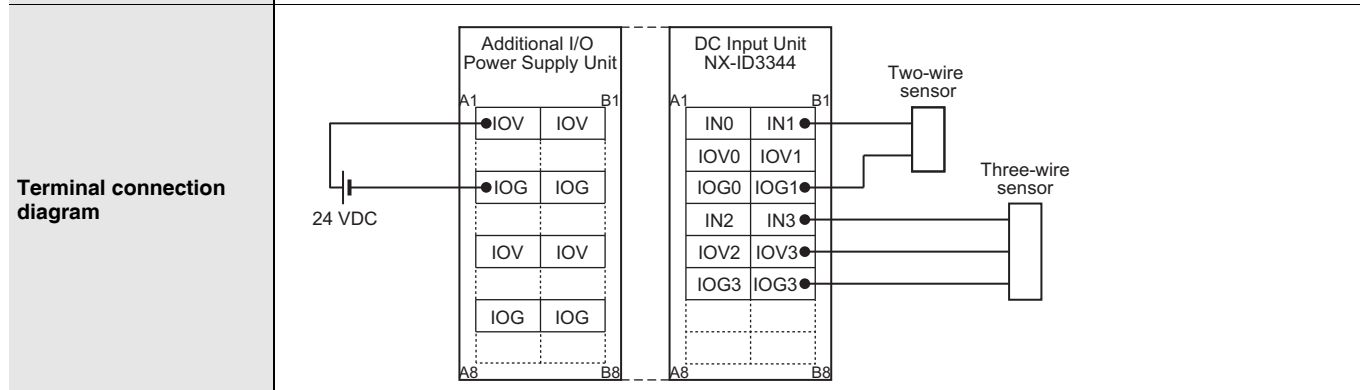 Terminal connection
diagram
Additional I/O
Power Supply Unit
A1 B1
IOV IOV
IOG IOG
IOV IOV
IOG IOG
A8 B8
24 VDC
DC Input Unit
NX-ID3344
A1 B1
IN0 IN1
IOV0 IOV1
IOG0 IOG1
IN2 IN3
IOV2 IOV3
IOG3 IOG3
A8 B8
Two-wire
sensor
Three-wire
sensor